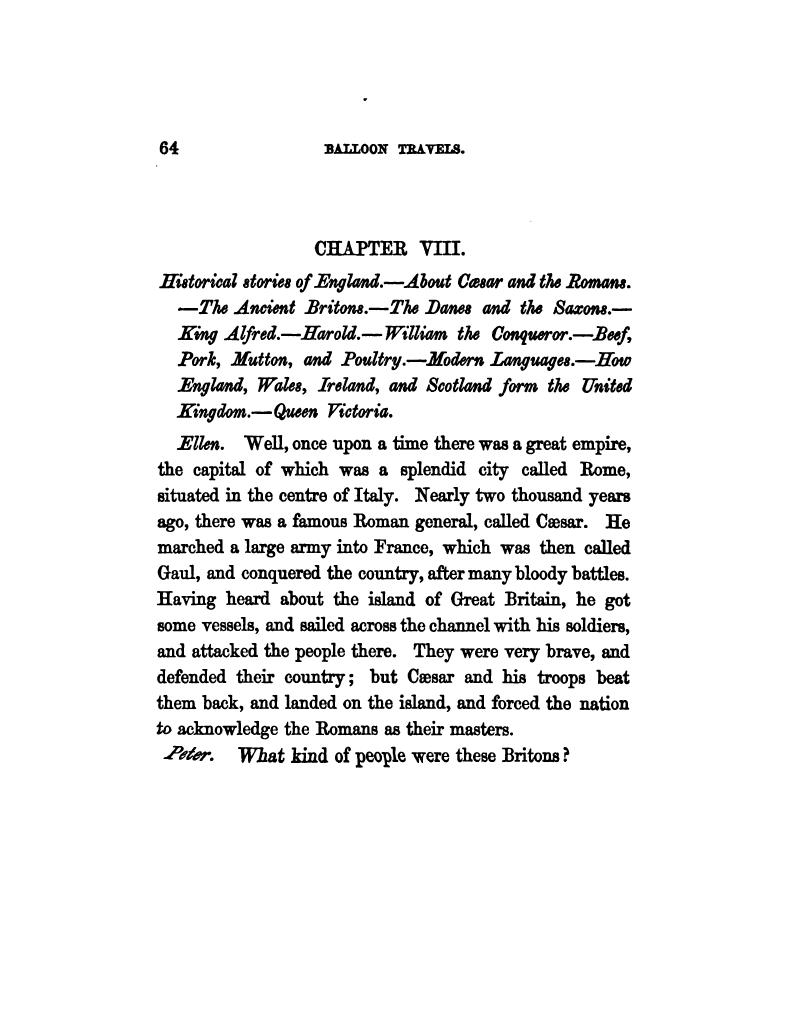 64 BALLOON TRAVELS.
CHAPTER VIII.
Historical stories of England.—About Cæsar and the Romans.
—The Ancient Britons.—The Danes and the Saxons.—
King Alfred.—Harold.—William the Conqueror.—Beef,
Pork, Mutton, and Poultry.—Modern Languages.—How
England, Wales, Ireland, and Scotland form the United
Kingdom.—Queen Victoria.
Ellen. Well, once upon a time there was a great empire,
the capital of which was a splendid city called Rome,
situated in the centre of Italy. Nearly two thousand years
ago, there was a famous Roman general, called Cæsar. He
marched a large army into France, which was then called
Gaul, and conquered the country, after many bloody battles.
Having heard about the island of Great Britain, he got
some vessels, and sailed across the channel with his soldiers,
and attacked the people there. They were very brave, and
defended their country; but Cæsar and his troops beat
them back, and landed on the island, and forced the nation
to acknowledge the Romans as their masters.
Peter. What kind of people were these Britons?